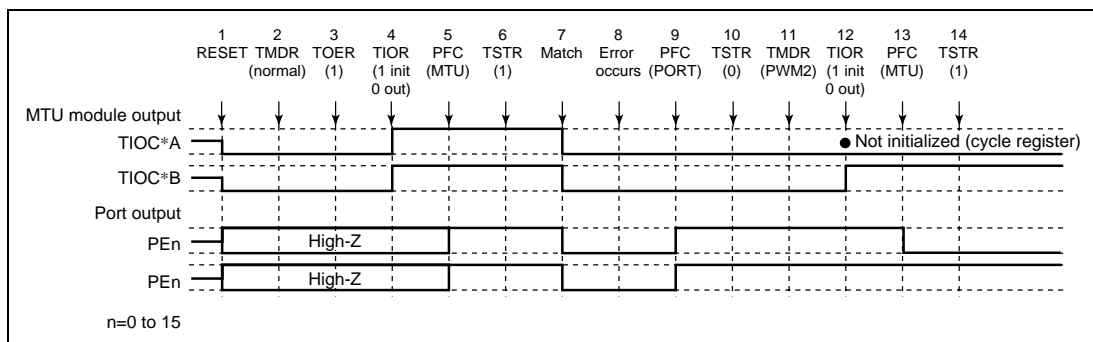 1 2 3 4 5 6 7 8 9 10 11 12 13 14
RESET TMDR TOER TIOR PFC TSTR Match Error PFC TSTR TMDR TIOR PFC TSTR
(normal) (1) (1 init (MTU) (1) occurs (PORT) (0) (PWM2) (1 init (MTU) (1)
0 out) 0 out)
MTU module output
TIOC*A
● Not initialized (cycle register)
TIOC*B
Port output
PEn
High-Z
PEn
High-Z
n=0 to 15